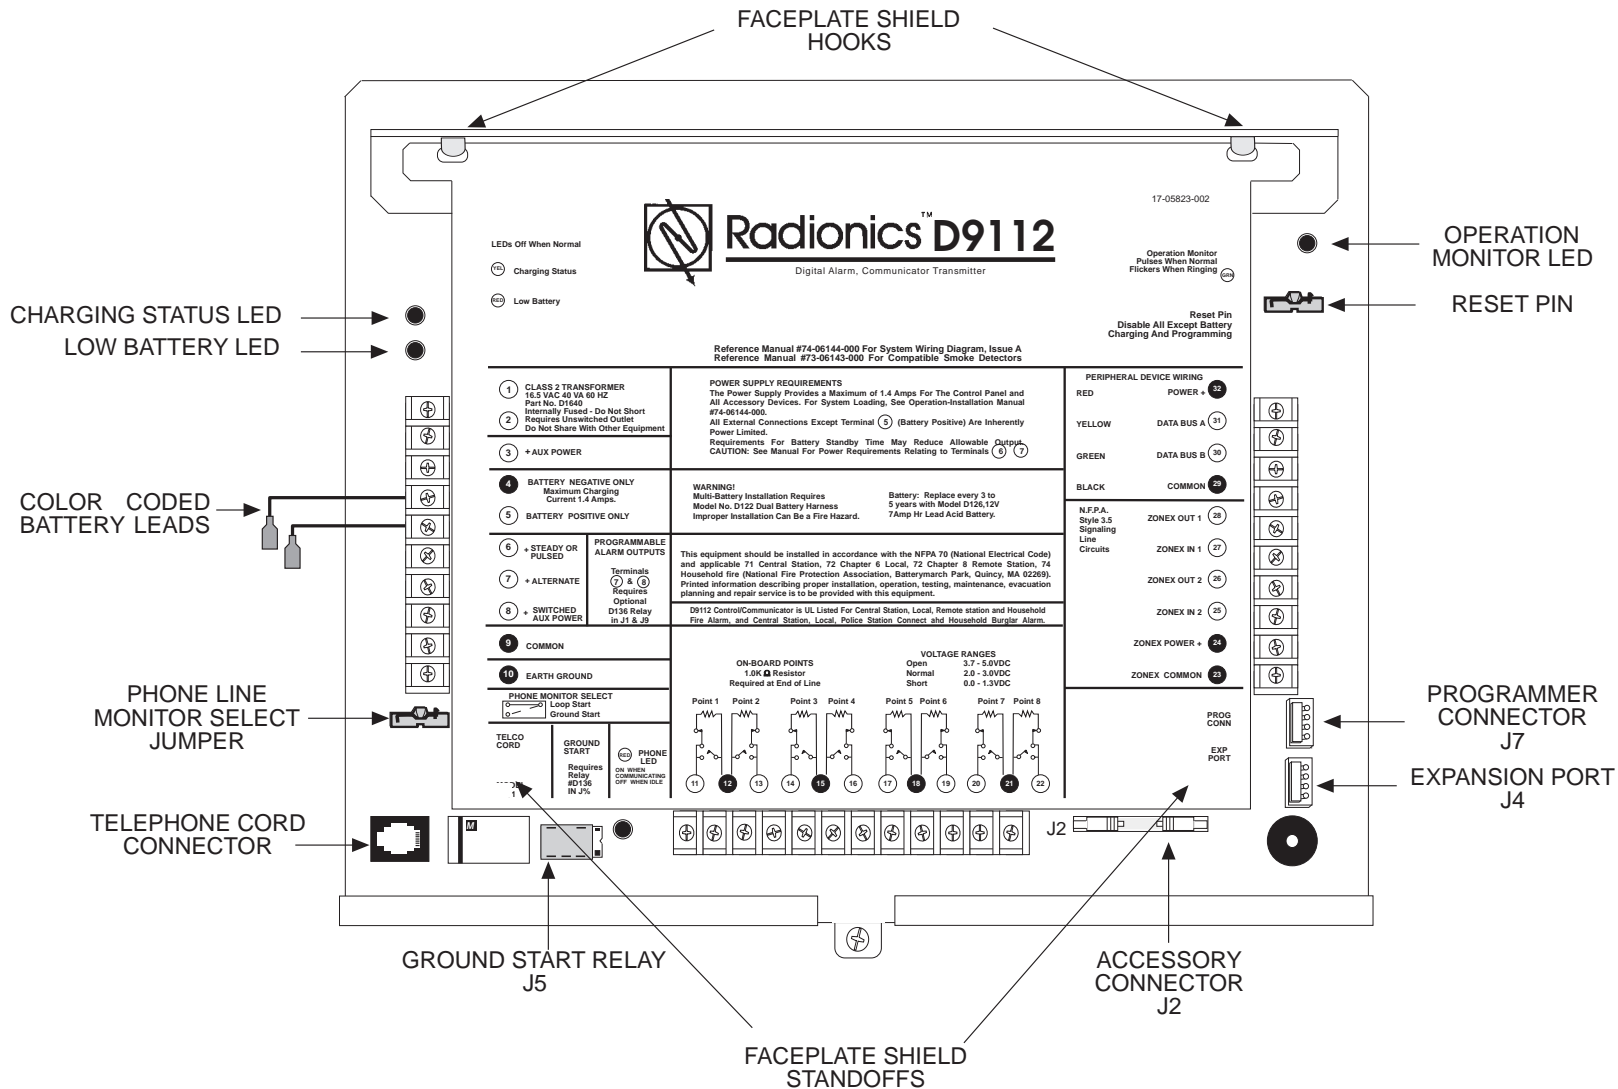 FACEPLATE SHIELD
HOOKS
17-05823-002
Radionics™ D9112
Digital Alarm, Communicator Transmitter
LEDs Off When Normal
YEL Charging Status
RED Low Battery
Operation Monitor
Pulses When Normal
Flickers When Ringing GRN
Reset Pin
Disable All Except Battery
Charging And Programming
OPERATION
MONITOR LED
RESET PIN
CHARGING STATUS LED
LOW BATTERY LED
Reference Manual #74-06144-000 For System Wiring Diagram, Issue A
Reference Manual #73-06143-000 For Compatible Smoke Detectors
1 CLASS 2 TRANSFORMER
16.5 VAC 40 VA 60 HZ
Part No. D1640
Internally Fused - Do Not Short
2 Requires Unswitched Outlet
Do Not Share With Other Equipment
3 + AUX POWER
4 BATTERY NEGATIVE ONLY
Maximum Charging
Current 1.4 Amps.
5 BATTERY POSITIVE ONLY
6 + STEADY OR
PULSED
7 + ALTERNATE
8 + SWITCHED
AUX POWER
PROGRAMMABLE
ALARM OUTPUTS
Terminals
7 & 8
Requires
Optional
D136 Relay
in J1 & J9
9 COMMON
10 EARTH GROUND
PHONE MONITOR SELECT
Loop Start
Ground Start
TELCO
CORD
1
GROUND
START
Requires
Relay
#D136
IN J%
RED PHONE
LED
ON WHEN
COMMUNICATING
OFF WHEN IDLE
POWER SUPPLY REQUIREMENTS
The Power Supply Provides a Maximum of 1.4 Amps For The Control Panel and
All Accessory Devices. For System Loading, See Operation-Installation Manual
#74-06144-000.
All External Connections Except Terminal 5 (Battery Positive) Are Inherently
Power Limited.
Requirements For Battery Standby Time May Reduce Allowable Output
CAUTION: See Manual For Power Requirements Relating to Terminals 6 7
WARNING!
Multi-Battery Installation Requires
Model No. D122 Dual Battery Harness
Improper Installation Can Be a Fire Hazard.
Battery: Replace every 3 to
5 years with Model D126,12V
7Amp Hr Lead Acid Battery.
This equipment should be installed in accordance with the NFPA 70 (National Electrical Code)
and applicable 71 Central Station, 72 Chapter 6 Local, 72 Chapter 8 Remote Station, 74
Household fire (National Fire Protection Association, Batterymarch Park, Quincy, MA 02269).
Printed information describing proper installation, operation, testing, maintenance, evacuation
planning and repair service is to be provided with this equipment.
D9112 Control/Communicator is UL Listed For Central Station, Local, Remote station and Household
Fire Alarm, and Central Station, Local, Police Station Connect ahd Household Burglar Alarm.
ON-BOARD POINTS
1.0K Ω Resistor
Required at End of Line
VOLTAGE RANGES
Open 3.7 - 5.0VDC
Normal 2.0 - 3.0VDC
Short 0.0 - 1.3VDC
Point 1 Point 2 Point 3 Point 4 Point 5 Point 6 Point 7 Point 8
11 12 13 14 15 16 17 18 19 20 21 22
PERIPHERAL DEVICE WIRING
RED POWER + 32
YELLOW DATA BUS A 31
GREEN DATA BUS B 30
BLACK COMMON 29
N.F.P.A.
Style 3.5
Signaling
Line
Circuits
ZONEX OUT 1 28
ZONEX IN 1 27
ZONEX OUT 2 26
ZONEX IN 2 25
ZONEX POWER + 24
ZONEX COMMON 23
PROG
CONN
EXP
PORT
COLOR CODED
BATTERY LEADS
PHONE LINE
MONITOR SELECT
JUMPER
TELEPHONE CORD
CONNECTOR
M
J2
PROGRAMMER
CONNECTOR
J7
EXPANSION PORT
J4
GROUND START RELAY
J5
ACCESSORY
CONNECTOR
J2
FACEPLATE SHIELD
STANDOFFS